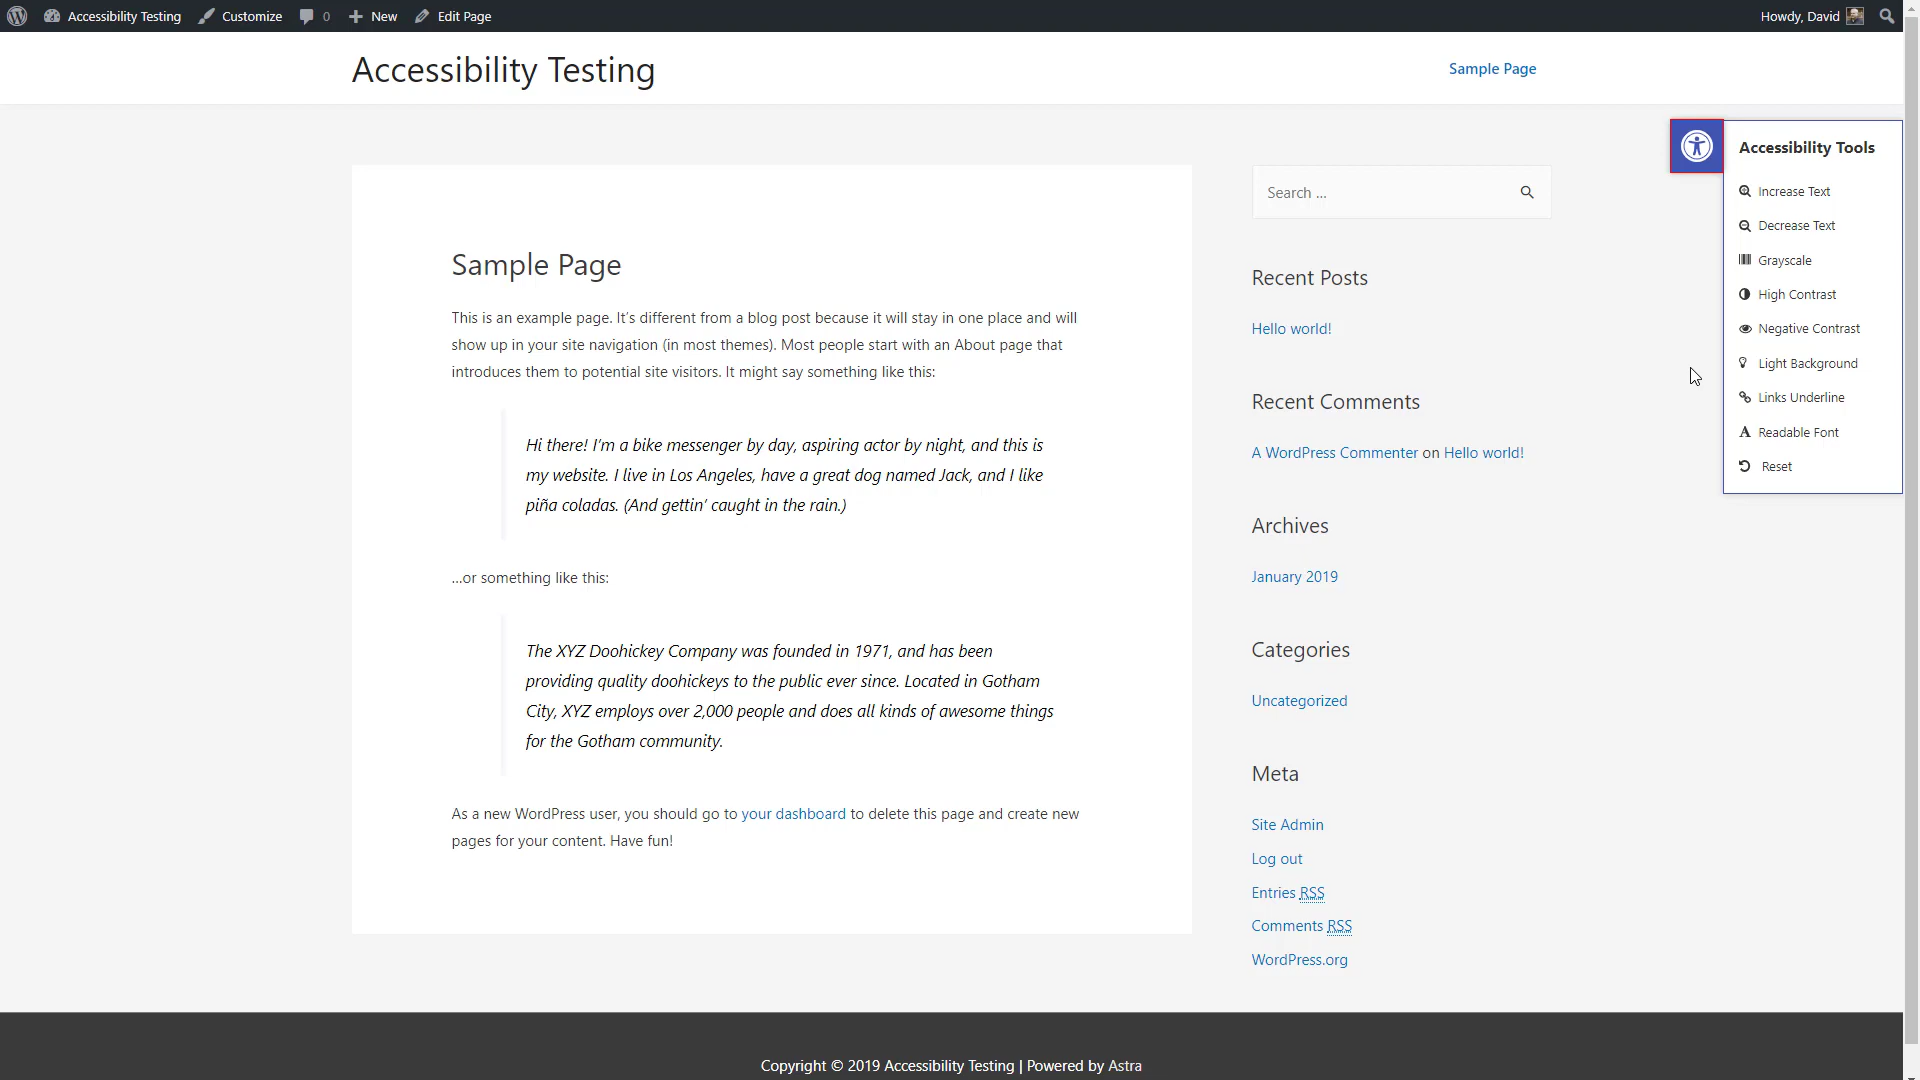 Accessibility Testing Customize 0 New Edit Page Howdy, David
Accessibility Testing
Sample Page
Sample Page
This is an example page. It’s different from a blog post because it will stay in one place and will
show up in your site navigation (in most themes). Most people start with an About page that
introduces them to potential site visitors. It might say something like this:
Hi there! I’m a bike messenger by day, aspiring actor by night, and this is
my website. I live in Los Angeles, have a great dog named Jack, and I like
piña coladas. (And gettin’ caught in the rain.)
…or something like this:
The XYZ Doohickey Company was founded in 1971, and has been
providing quality doohickeys to the public ever since. Located in Gotham
City, XYZ employs over 2,000 people and does all kinds of awesome things
for the Gotham community.
As a new WordPress user, you should go to your dashboard to delete this page and create new
pages for your content. Have fun!
Search ...
Recent Posts
Hello world!
Recent Comments
A WordPress Commenter on Hello world!
Archives
January 2019
Categories
Uncategorized
Meta
Site Admin
Log out
Entries RSS
Comments RSS
WordPress.org
Accessibility Tools
Increase Text
Decrease Text
Grayscale
High Contrast
Negative Contrast
Light Background
Links Underline
Readable Font
Reset
Copyright © 2019 Accessibility Testing | Powered by Astra